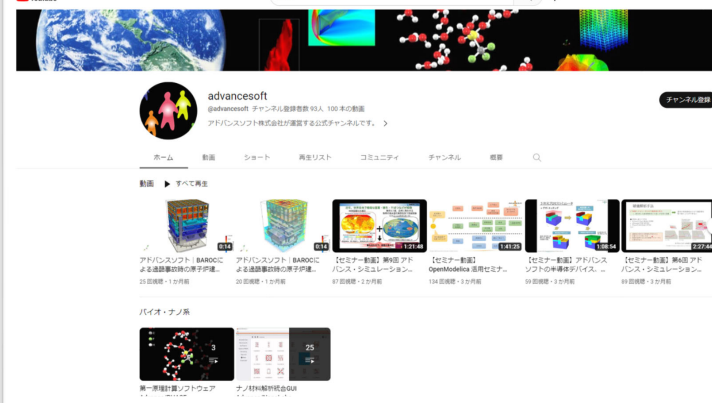 advancesoft
@advancesoft チャンネル登録者数 93人 100 本の動画
アドバンスソフト株式会社が運営する公式チャンネルです。
チャンネル登録
ホーム 動画 ショート 再生リスト コミュニティ チャンネル 概要
動画 すべて再生
0:14
0:14
1:21:48
1:41:25
1:08:54
2:27:44
アドバンスソフト｜BAROCに
よる過酷事故時の原子炉建...
25 回視聴・1 か月前
アドバンスソフト｜BAROCに
よる過酷事故時の原子炉建...
20 回視聴・1 か月前
【セミナー動画】第9回 アド
バンス・シミュレーション...
87 回視聴・2 か月前
【セミナー動画】
OpenModelica 活用セミナ...
134 回視聴・3 か月前
【セミナー動画】アドバンス
ソフトの半導体デバイス、...
59 回視聴・3 か月前
【セミナー動画】第6回 アド
バンス・シミュレーション...
89 回視聴・3 か月前
バイオ・ナノ系
3
25
第一原理計算ソフトウェア
ナノ材料解析統合GUI